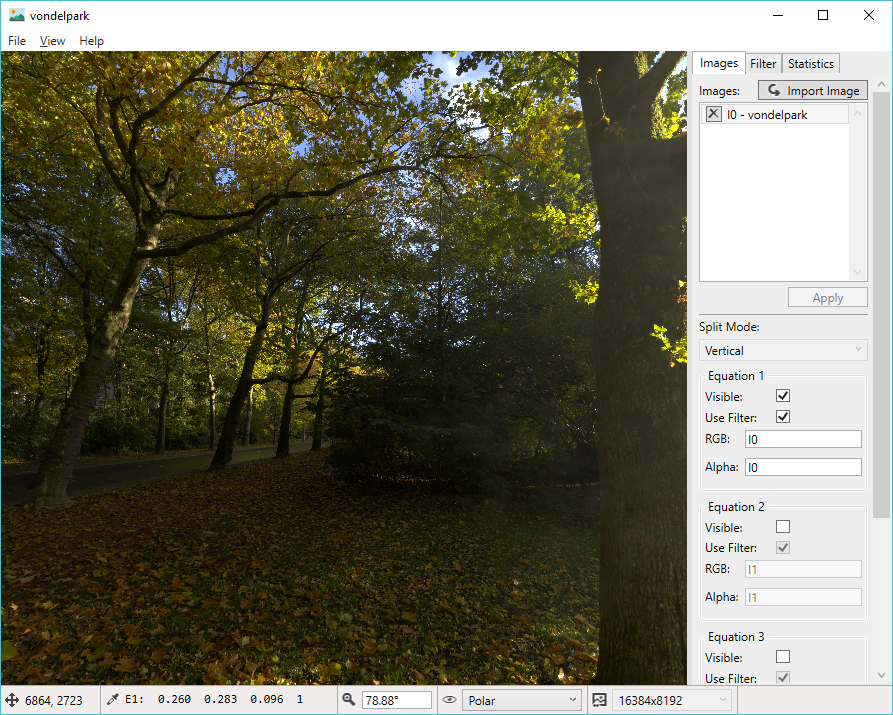 vondelpark
File View Help
Images Filter Statistics
Images: Import Image
I0 - vondelpark
Apply
Split Mode:
Vertical
Equation 1
Visible:
Use Filter:
RGB: I0
Alpha: I0
Equation 2
Visible:
Use Filter:
RGB: I1
Alpha: I1
Equation 3
Visible:
Use Filter:
6864, 2723 E1: 0.260 0.283 0.096 1 78.88° Polar 16384x8192